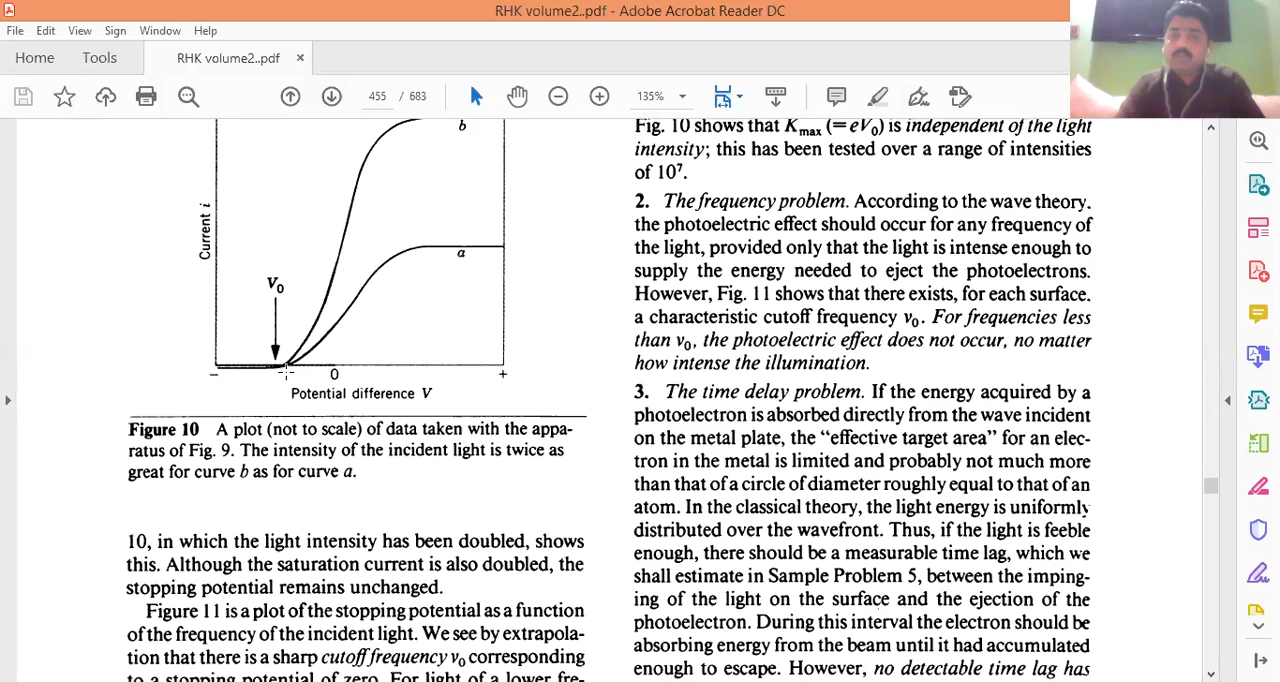 RHK volume2..pdf - Adobe Acrobat Reader DC
File Edit View Sign Window Help
Home Tools RHK volume2..pdf ×
455 / 683 135%
b
a
Current i
V₀
− 0 +
Potential difference V
Figure 10 A plot (not to scale) of data taken with the appa-
ratus of Fig. 9. The intensity of the incident light is twice as
great for curve b as for curve a.
10, in which the light intensity has been doubled, shows
this. Although the saturation current is also doubled, the
stopping potential remains unchanged.
Figure 11 is a plot of the stopping potential as a function
of the frequency of the incident light. We see by extrapola-
tion that there is a sharp cutoff frequency ν₀ corresponding
to a stopping potential of zero. For light of a lower fre-
Fig. 10 shows that Kmax (= eV₀) is independent of the light
intensity; this has been tested over a range of intensities
of 10⁷.
2. The frequency problem. According to the wave theory,
the photoelectric effect should occur for any frequency of
the light, provided only that the light is intense enough to
supply the energy needed to eject the photoelectrons.
However, Fig. 11 shows that there exists, for each surface,
a characteristic cutoff frequency ν₀. For frequencies less
than ν₀, the photoelectric effect does not occur, no matter
how intense the illumination.
3. The time delay problem. If the energy acquired by a
photoelectron is absorbed directly from the wave incident
on the metal plate, the “effective target area” for an elec-
tron in the metal is limited and probably not much more
than that of a circle of diameter roughly equal to that of an
atom. In the classical theory, the light energy is uniformly
distributed over the wavefront. Thus, if the light is feeble
enough, there should be a measurable time lag, which we
shall estimate in Sample Problem 5, between the imping-
ing of the light on the surface and the ejection of the
photoelectron. During this interval the electron should be
absorbing energy from the beam until it had accumulated
enough to escape. However, no detectable time lag has